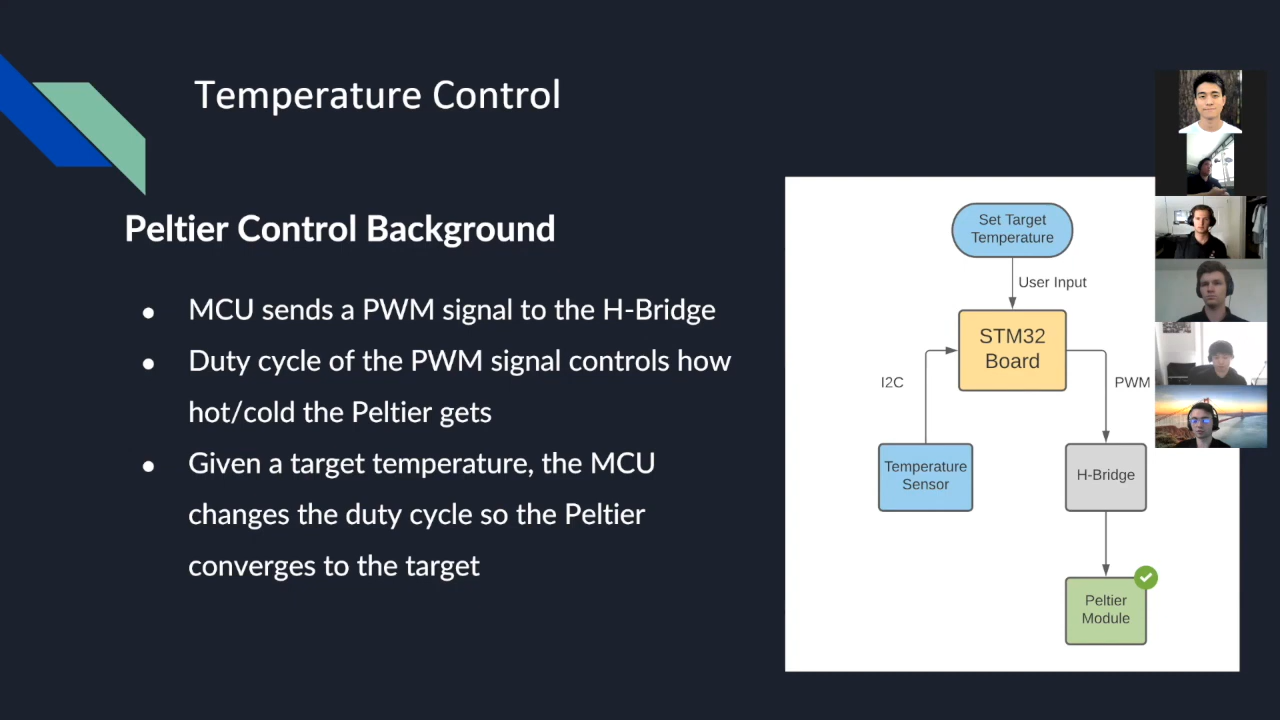 Temperature Control
Peltier Control Background
● MCU sends a PWM signal to the H-Bridge
● Duty cycle of the PWM signal controls how
hot/cold the Peltier gets
● Given a target temperature, the MCU
changes the duty cycle so the Peltier
converges to the target
Set Target
Temperature
User Input
STM32
Board
I2C
PWM
Temperature
Sensor
H-Bridge
Peltier
Module